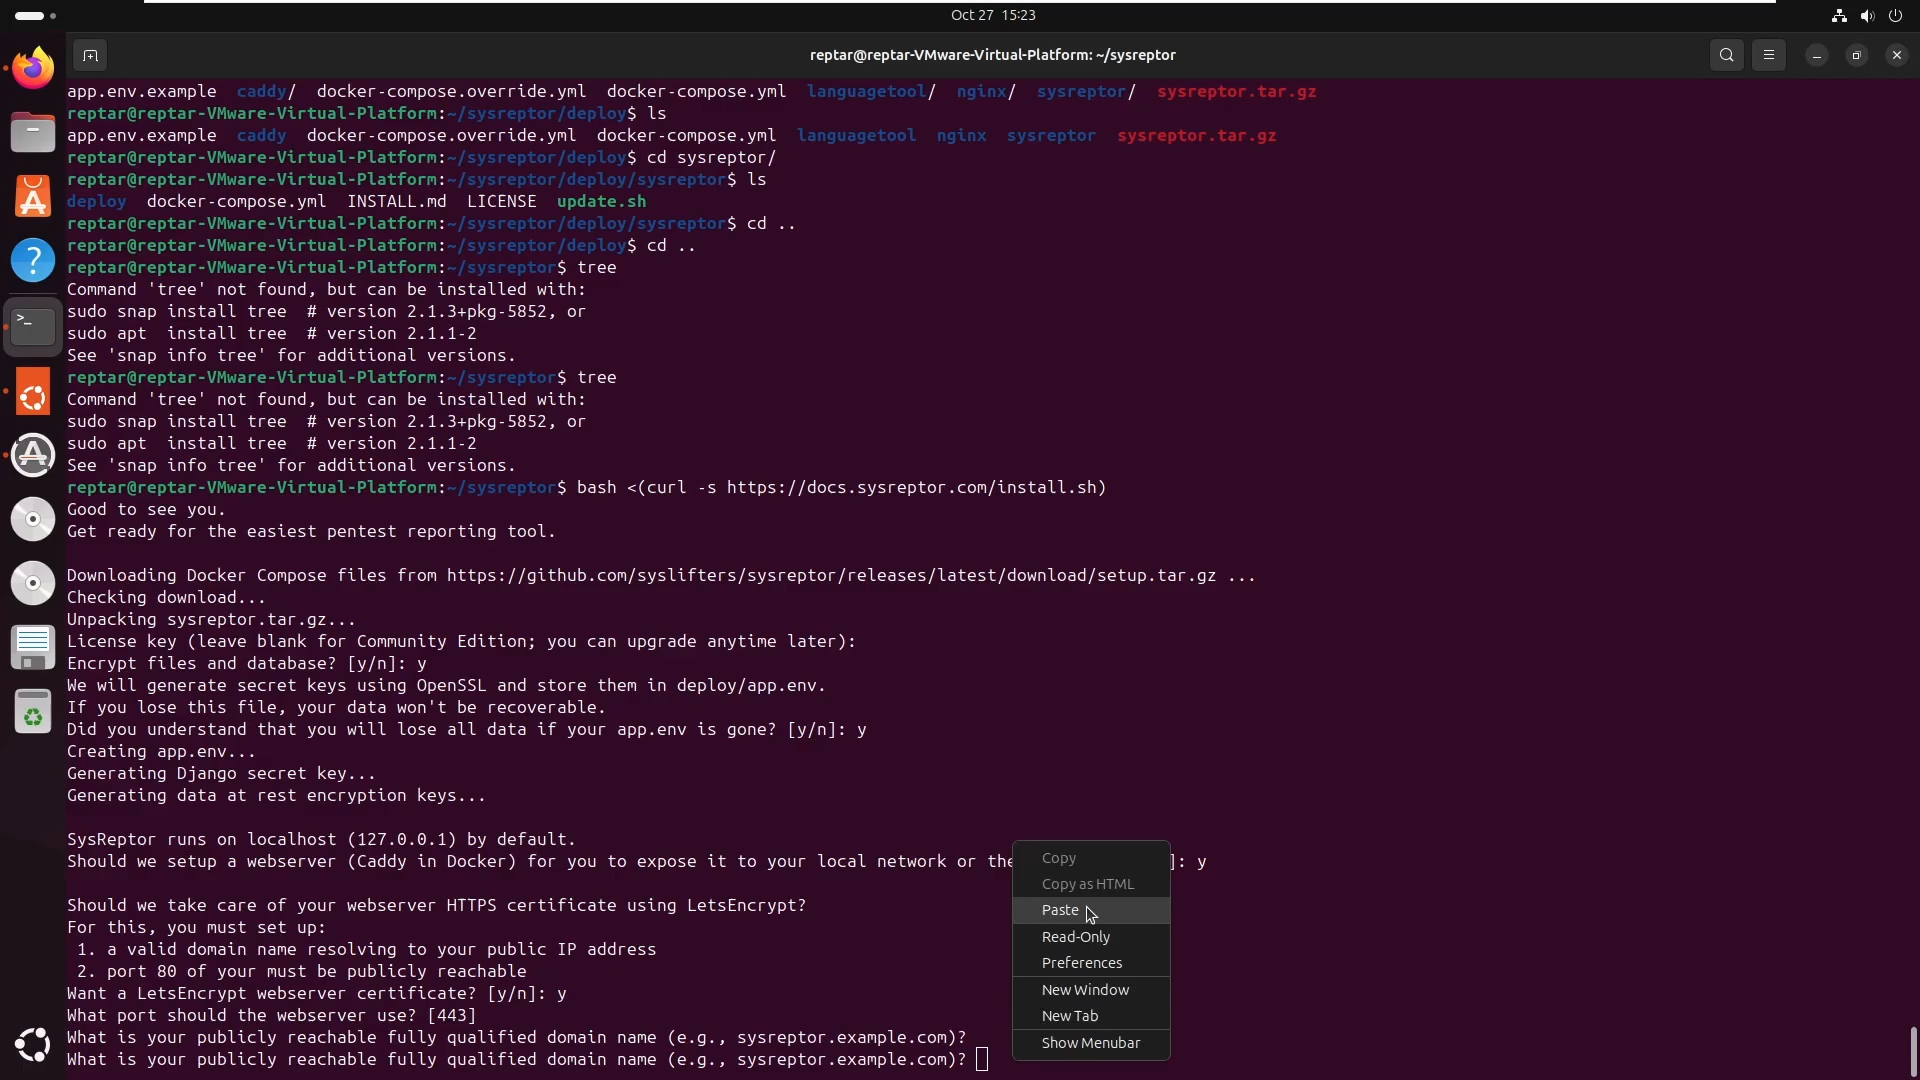 Oct 27  15:23
reptar@reptar-VMware-Virtual-Platform: ~/sysreptor
app.env.example  caddy/  docker-compose.override.yml  docker-compose.yml  languagetool/  nginx/  sysreptor/  sysreptor.tar.gz
reptar@reptar-VMware-Virtual-Platform:~/sysreptor/deploy$ ls
app.env.example  caddy  docker-compose.override.yml  docker-compose.yml  languagetool  nginx  sysreptor  sysreptor.tar.gz
reptar@reptar-VMware-Virtual-Platform:~/sysreptor/deploy$ cd sysreptor/
reptar@reptar-VMware-Virtual-Platform:~/sysreptor/deploy/sysreptor$ ls
deploy  docker-compose.yml  INSTALL.md  LICENSE  update.sh
reptar@reptar-VMware-Virtual-Platform:~/sysreptor/deploy/sysreptor$ cd ..
reptar@reptar-VMware-Virtual-Platform:~/sysreptor/deploy$ cd ..
reptar@reptar-VMware-Virtual-Platform:~/sysreptor$ tree
Command 'tree' not found, but can be installed with:
sudo snap install tree  # version 2.1.3+pkg-5852, or
sudo apt  install tree  # version 2.1.1-2
See 'snap info tree' for additional versions.
reptar@reptar-VMware-Virtual-Platform:~/sysreptor$ tree
Command 'tree' not found, but can be installed with:
sudo snap install tree  # version 2.1.3+pkg-5852, or
sudo apt  install tree  # version 2.1.1-2
See 'snap info tree' for additional versions.
reptar@reptar-VMware-Virtual-Platform:~/sysreptor$ bash <(curl -s https://docs.sysreptor.com/install.sh)
Good to see you.
Get ready for the easiest pentest reporting tool.
Downloading Docker Compose files from https://github.com/syslifters/sysreptor/releases/latest/download/setup.tar.gz ...
Checking download...
Unpacking sysreptor.tar.gz...
License key (leave blank for Community Edition; you can upgrade anytime later):
Encrypt files and database? [y/n]: y
We will generate secret keys using OpenSSL and store them in deploy/app.env.
If you lose this file, your data won't be recoverable.
Did you understand that you will lose all data if your app.env is gone? [y/n]: y
Creating app.env...
Generating Django secret key...
Generating data at rest encryption keys...
SysReptor runs on localhost (127.0.0.1) by default.
Should we setup a webserver (Caddy in Docker) for you to expose it to your local network or the ]: y
Should we take care of your webserver HTTPS certificate using LetsEncrypt?
For this, you must set up:
1. a valid domain name resolving to your public IP address
2. port 80 of your must be publicly reachable
Want a LetsEncrypt webserver certificate? [y/n]: y
What port should the webserver use? [443]
What is your publicly reachable fully qualified domain name (e.g., sysreptor.example.com)?
What is your publicly reachable fully qualified domain name (e.g., sysreptor.example.com)?
Copy
Copy as HTML
Paste
Read-Only
Preferences
New Window
New Tab
Show Menubar